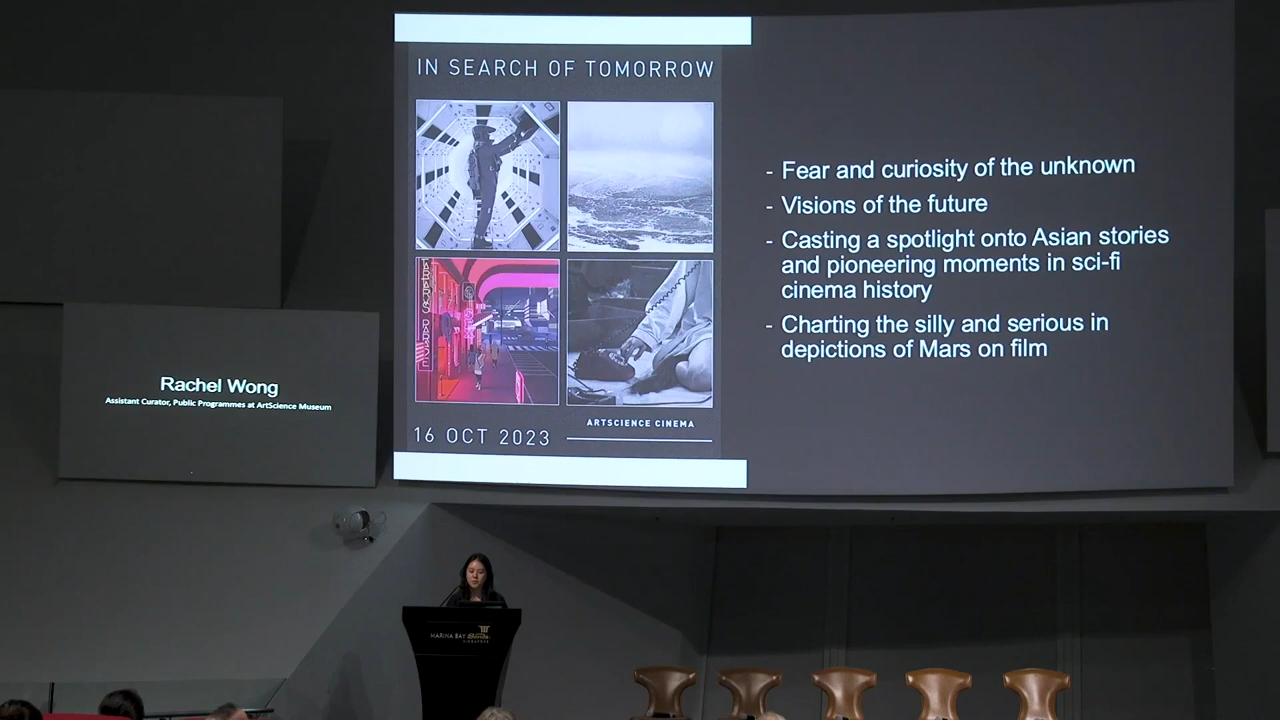 IN SEARCH OF TOMORROW
16 OCT 2023
ARTSCIENCE CINEMA
- Fear and curiosity of the unknown
- Visions of the future
- Casting a spotlight onto Asian stories
and pioneering moments in sci-fi
cinema history
- Charting the silly and serious in
depictions of Mars on film
Rachel Wong
Assistant Curator, Public Programmes at ArtScience Museum
MARINA BAY Sands
SINGAPORE